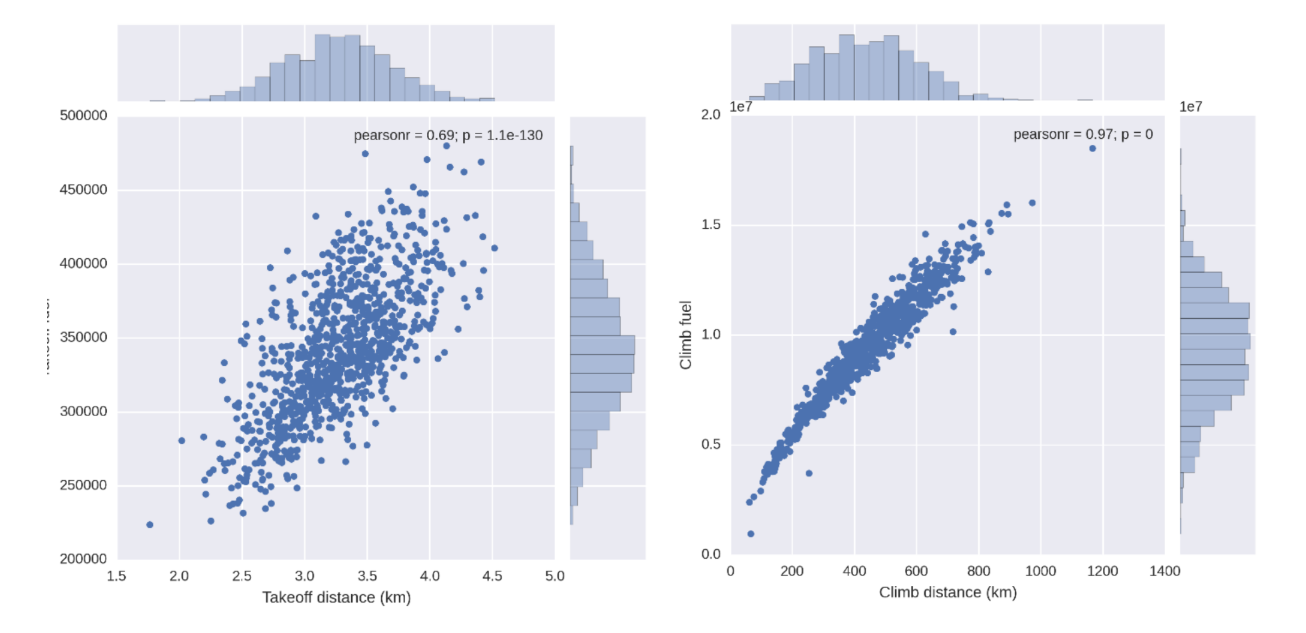 pearsonr = 0.69; p = 1.1e-130
500000
450000
400000
350000
300000
250000
200000
1.5 2.0 2.5 3.0 3.5 4.0 4.5 5.0
Takeoff distance (km)
1e7
1e7
pearsonr = 0.97; p = 0
2.0
1.5
1.0
0.5
0.0
Climb fuel
0 200 400 600 800 1000 1200 1400
Climb distance (km)